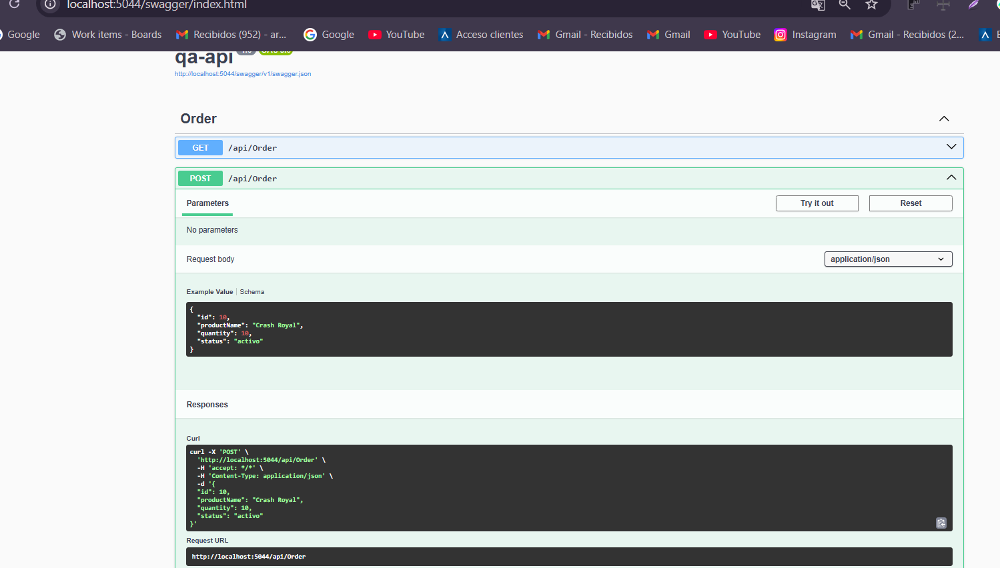 localhost:5044/swagger/index.html
Google Work items - Boards Recibidos (952) - ar... Google YouTube Acceso clientes Gmail - Recibidos Gmail YouTube Instagram Gmail - Recibidos (2...
qa-api
http://localhost:5044/swagger/v1/swagger.json
Order
GET /api/Order
POST /api/Order
Parameters Try it out Reset
No parameters
Request body application/json
Example Value Schema
{
"id": 10,
"productName": "Crash Royal",
"quantity": 10,
"status": "activo"
}
Responses
Curl
curl -X 'POST' \
'http://localhost:5044/api/Order' \
-H 'accept: */*' \
-H 'Content-Type: application/json' \
-d '{
"id": 10,
"productName": "Crash Royal",
"quantity": 10,
"status": "activo"
}'
Request URL
http://localhost:5044/api/Order